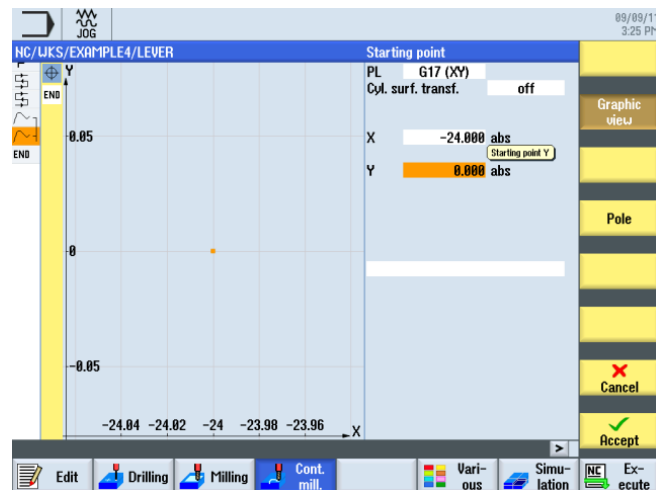 JOG
09/09/11
3:25 PM
NC/WKS/EXAMPLE4/LEVER
Starting point
Y
END
END
0.05
0
-0.05
-24.04 -24.02 -24 -23.98 -23.96
X
PL G17 (XY)
Cyl. surf. transf. off
X -24.000 abs
Starting point Y
Y 0.000 abs
Graphic
view
Pole
Cancel
Accept
>
Edit
Drilling
Milling
Cont.
mill.
Vari-
ous
Simu-
lation
NC
Ex-
ecute